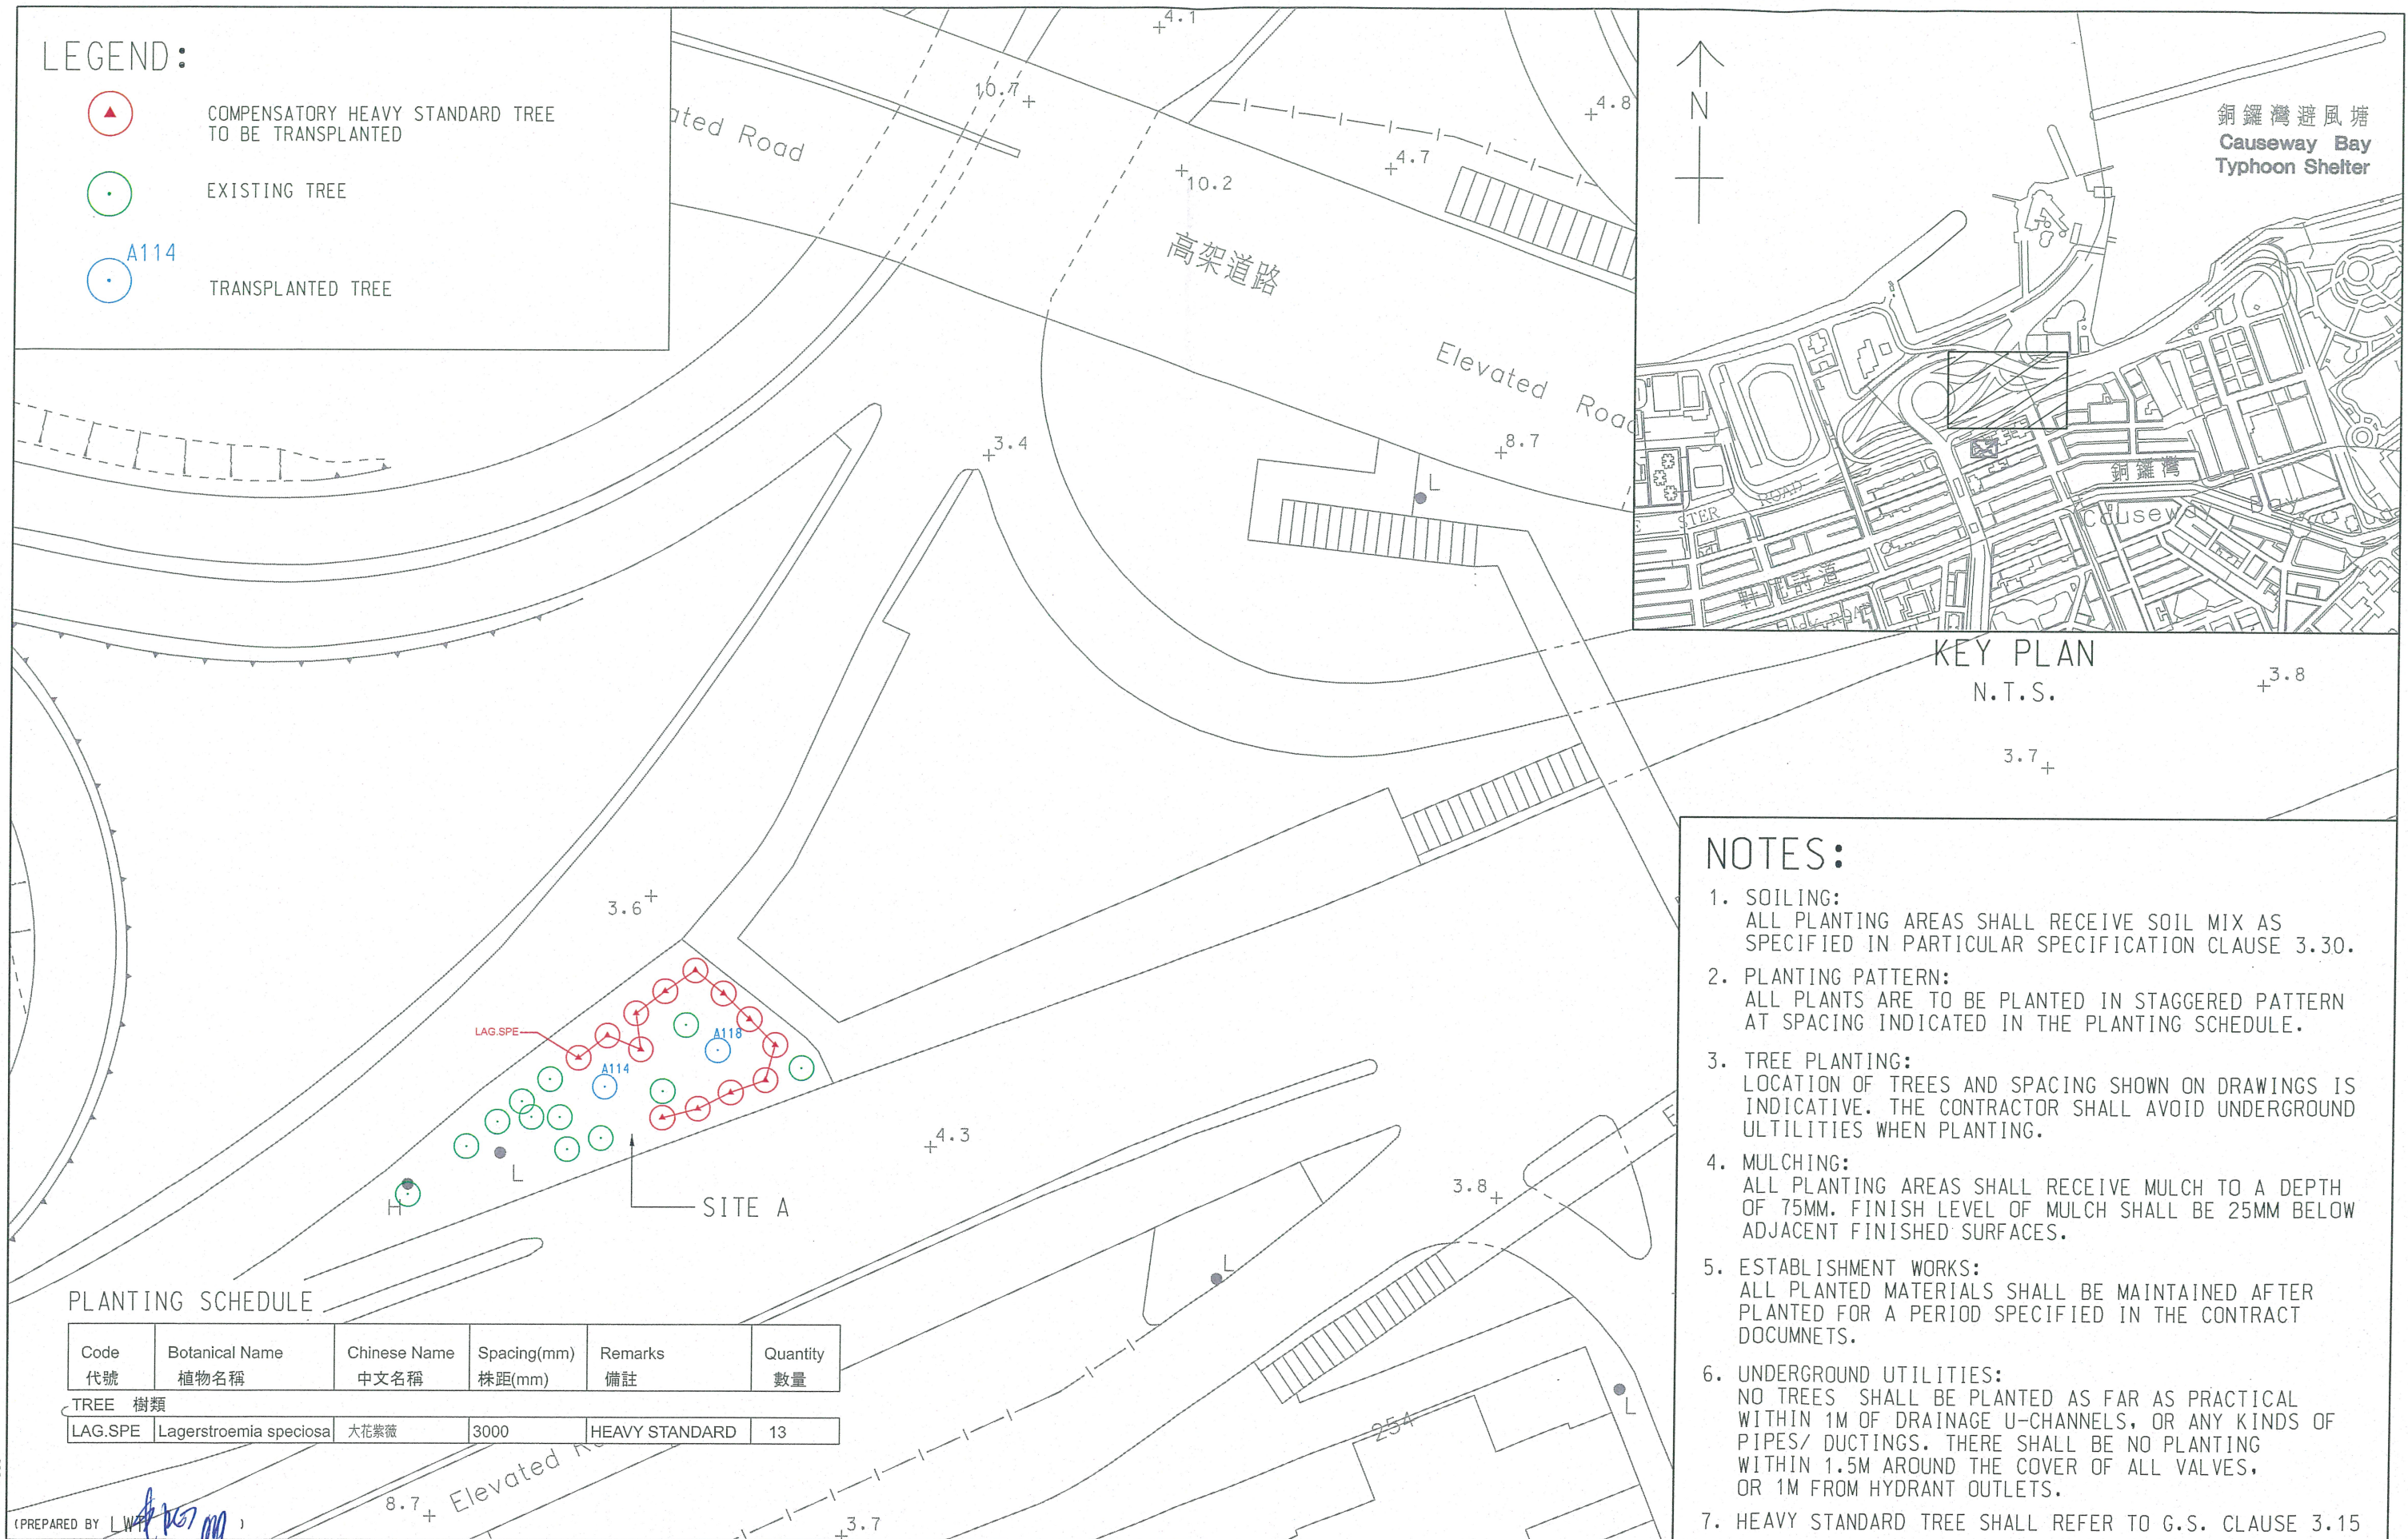 LEGEND:
COMPENSATORY HEAVY STANDARD TREE
TO BE TRANSPLANTED
EXISTING TREE
A114
TRANSPLANTED TREE
4.1
10.7
4.8
4.7
10.2
ated Road
高架道路
Elevated Road
8.7
3.4
L
N
銅鑼灣避風塘
Causeway Bay
Typhoon Shelter
STER ROAD
銅鑼灣
Causeway
KEY PLAN
N.T.S.
3.8
3.7
3.6
LAG.SPE
A118
A114
L
H
SITE A
4.3
3.8
L
L
254
8.7
Elevated
3.7
NOTES:
1. SOILING:
ALL PLANTING AREAS SHALL RECEIVE SOIL MIX AS
SPECIFIED IN PARTICULAR SPECIFICATION CLAUSE 3.30.
2. PLANTING PATTERN:
ALL PLANTS ARE TO BE PLANTED IN STAGGERED PATTERN
AT SPACING INDICATED IN THE PLANTING SCHEDULE.
3. TREE PLANTING:
LOCATION OF TREES AND SPACING SHOWN ON DRAWINGS IS
INDICATIVE. THE CONTRACTOR SHALL AVOID UNDERGROUND
ULTILITIES WHEN PLANTING.
4. MULCHING:
ALL PLANTING AREAS SHALL RECEIVE MULCH TO A DEPTH
OF 75MM. FINISH LEVEL OF MULCH SHALL BE 25MM BELOW
ADJACENT FINISHED SURFACES.
5. ESTABLISHMENT WORKS:
ALL PLANTED MATERIALS SHALL BE MAINTAINED AFTER
PLANTED FOR A PERIOD SPECIFIED IN THE CONTRACT
DOCUMNETS.
6. UNDERGROUND UTILITIES:
NO TREES SHALL BE PLANTED AS FAR AS PRACTICAL
WITHIN 1M OF DRAINAGE U-CHANNELS, OR ANY KINDS OF
PIPES/ DUCTINGS. THERE SHALL BE NO PLANTING
WITHIN 1.5M AROUND THE COVER OF ALL VALVES,
OR 1M FROM HYDRANT OUTLETS.
7. HEAVY STANDARD TREE SHALL REFER TO G.S. CLAUSE 3.15
PLANTING SCHEDULE
Code Botanical Name Chinese Name Spacing(mm) Remarks Quantity
代號 植物名稱 中文名稱 株距(mm) 備註 數量
TREE 樹類
LAG.SPE Lagerstroemia speciosa 大花紫薇 3000 HEAVY STANDARD 13
(PREPARED BY )